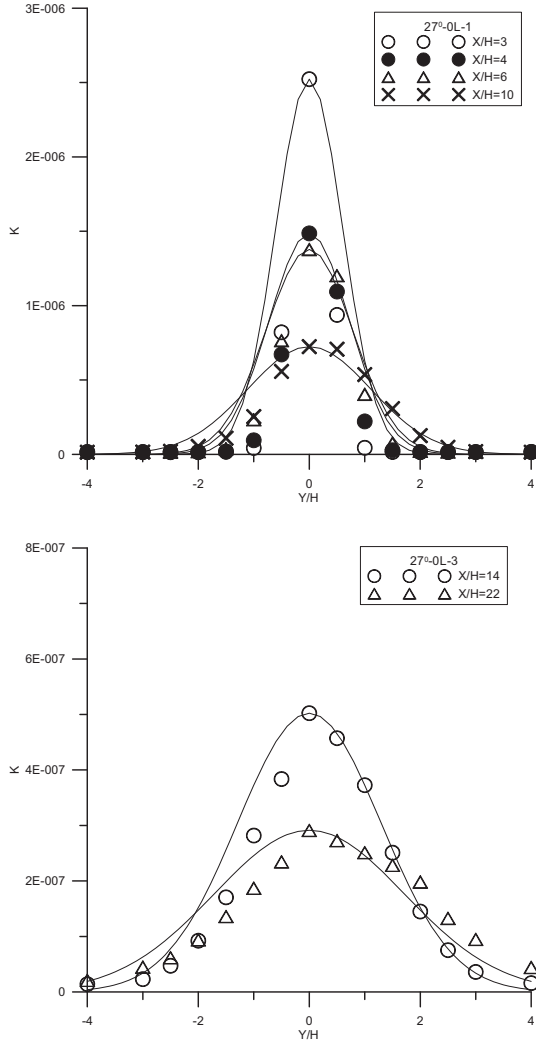 3E-006
27⁰-0L-1
X/H=3
X/H=4
X/H=6
X/H=10
2E-006
K
1E-006
0
-4 -2 0 2 4
Y/H
8E-007
27⁰-0L-3
X/H=14
X/H=22
6E-007
K
4E-007
2E-007
0
-4 -2 0 2 4
Y/H